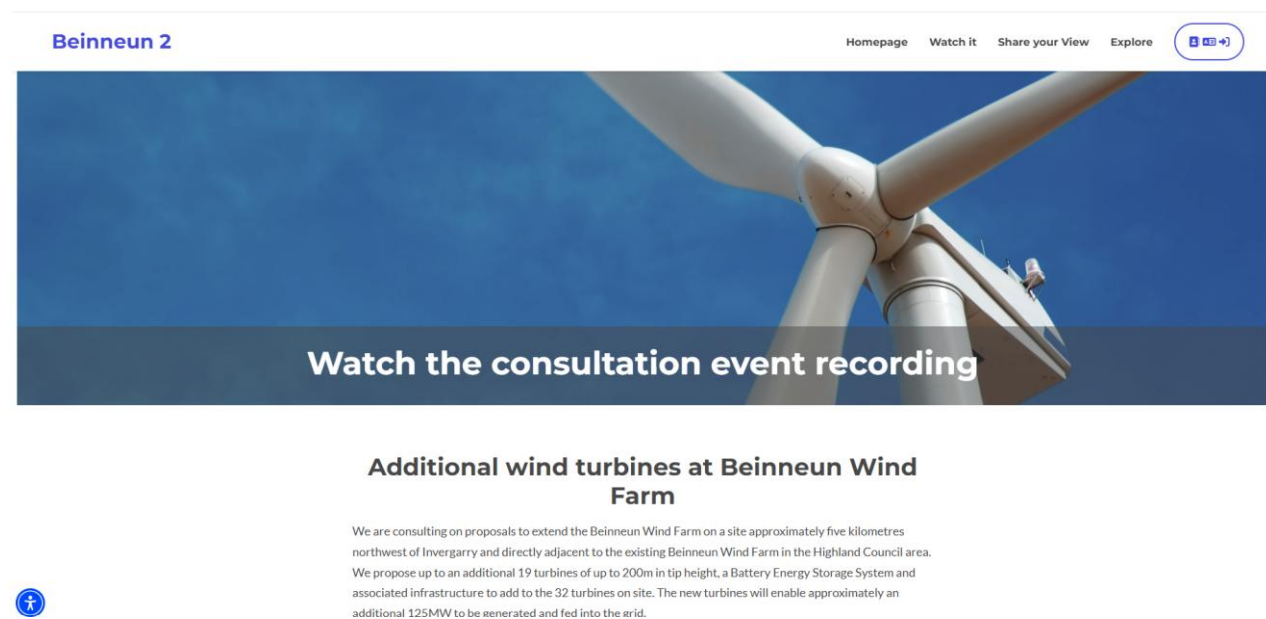 Beinneun 2
Homepage Watch it Share your View Explore
Watch the consultation event recording
Additional wind turbines at Beinneun Wind
Farm
We are consulting on proposals to extend the Beinneun Wind Farm on a site approximately five kilometres
northwest of Invergarry and directly adjacent to the existing Beinneun Wind Farm in the Highland Council area.
We propose up to an additional 19 turbines of up to 200m in tip height, a Battery Energy Storage System and
associated infrastructure to add to the 32 turbines on site. The new turbines will enable approximately an
additional 125MW to be generated and fed into the grid.